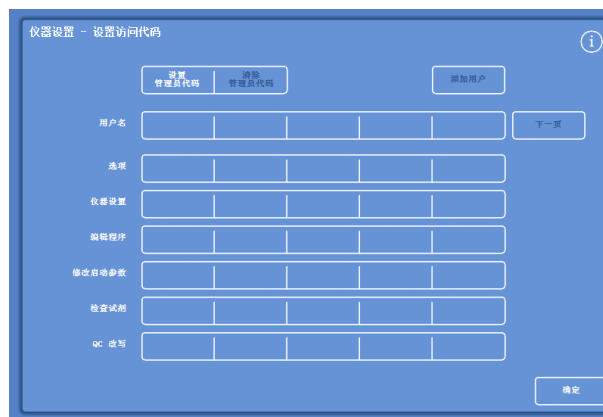 仪器设置 - 设置访问代码
i
设置
管理员代码
清除
管理员代码
添加用户
用户名
下一页
选项
仪器设置
编辑程序
修改启动参数
检查试剂
QC 改写
确定